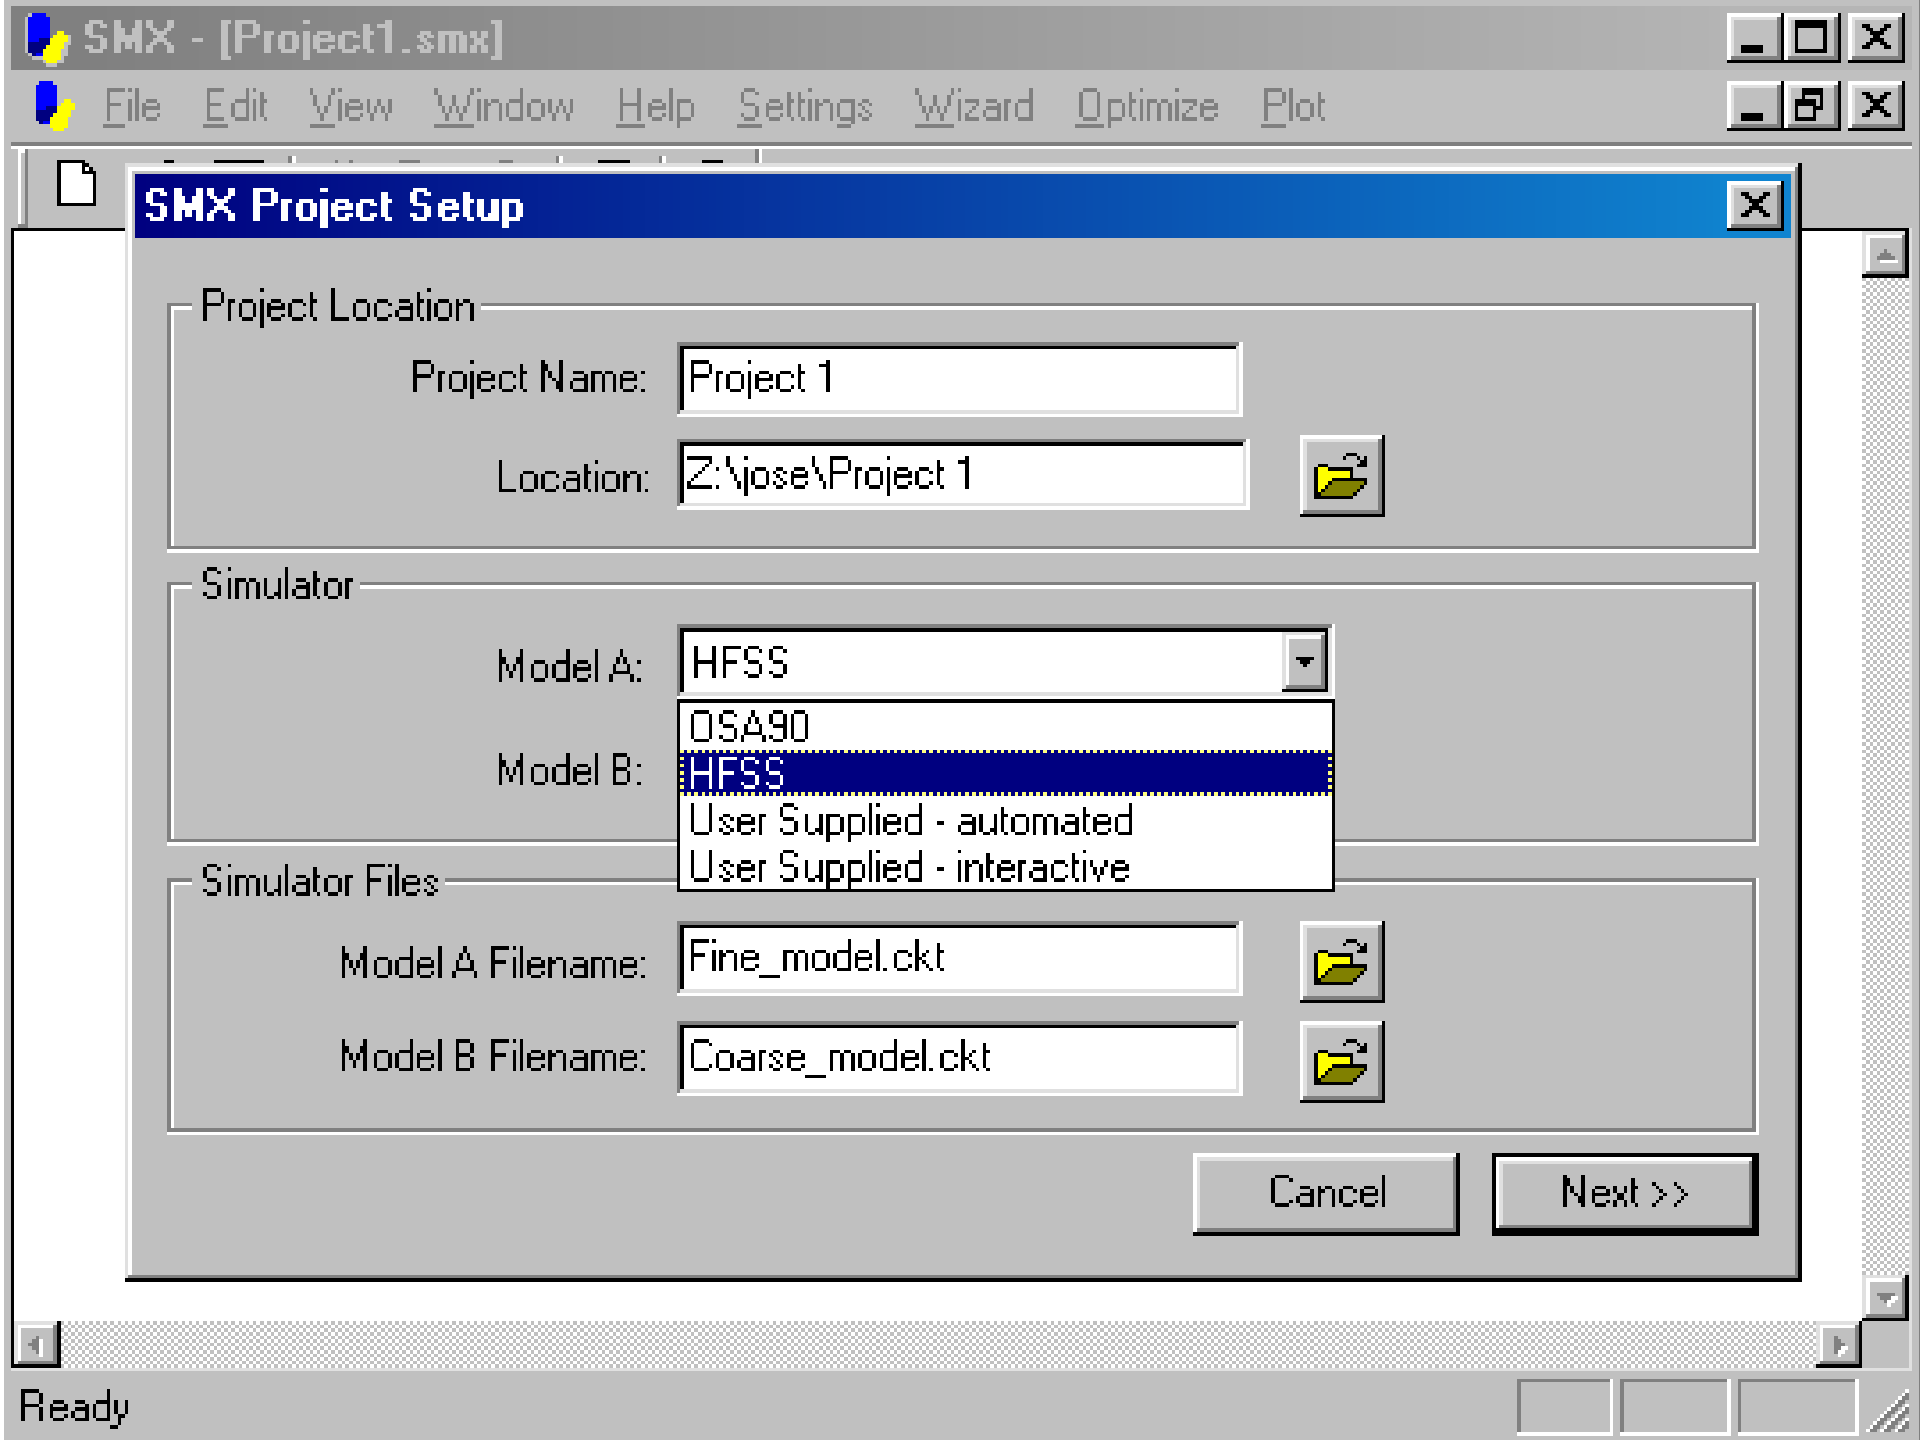 SMX - [Project1.smx]
File Edit View Window Help Settings Wizard Optimize Plot
SMX Project Setup
Project Location
Project Name: Project 1
Location: Z:\jose\Project 1
Simulator
Model A: HFSS
OSA90
Model B: HFSS
User Supplied - automated
User Supplied - interactive
Simulator Files
Model A Filename: Fine_model.ckt
Model B Filename: Coarse_model.ckt
Cancel Next >>
Ready